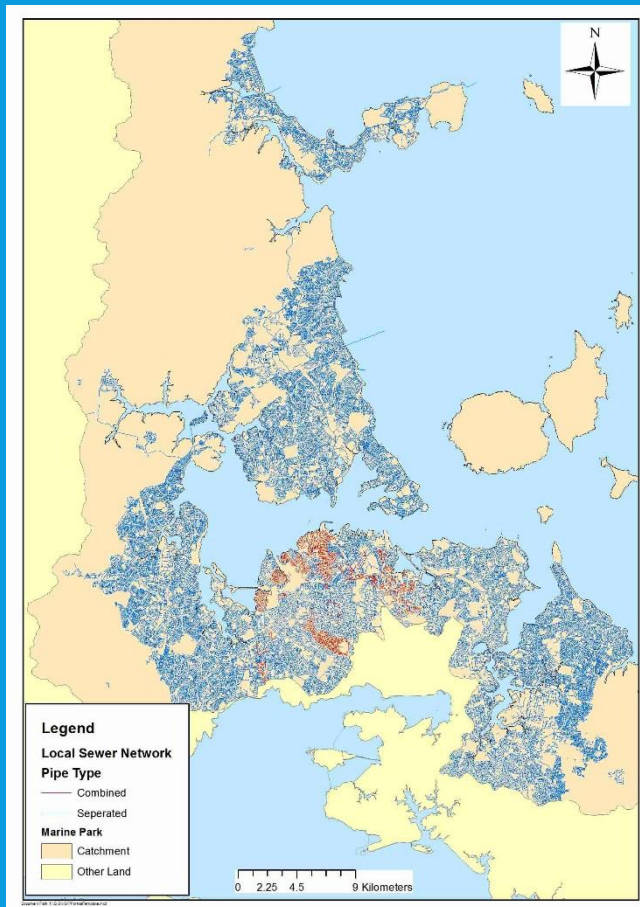 N
Legend
Local Sewer Network
Pipe Type
Combined
Seperated
Marine Park
Catchment
Other Land
0 2.25 4.5 9 Kilometers